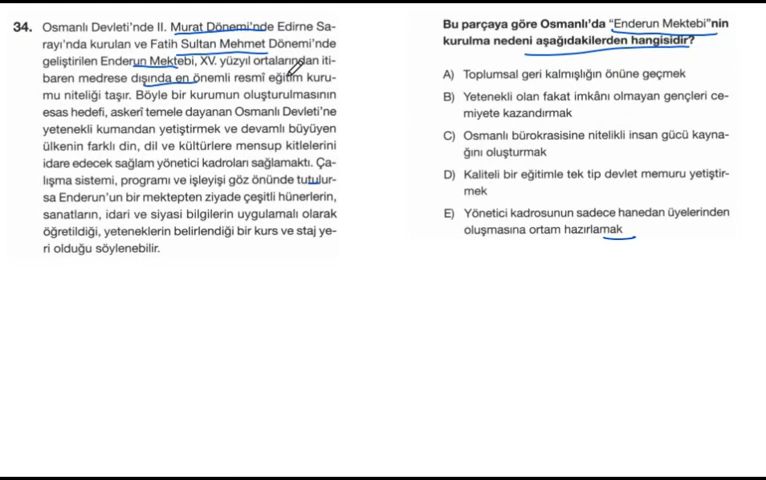 34. Osmanlı Devleti’nde II. Murat Dönemi’nde Edirne Sa-
rayı’nda kurulan ve Fatih Sultan Mehmet Dönemi’nde
geliştirilen Enderun Mektebi, XV. yüzyıl ortalarından iti-
baren medrese dışında en önemli resmî eğitim kuru-
mu niteliği taşır. Böyle bir kurumun oluşturulmasının
esas hedefi, askerî temele dayanan Osmanlı Devleti’ne
yetenekli kumandan yetiştirmek ve devamlı büyüyen
ülkenin farklı din, dil ve kültürlere mensup kitlelerini
idare edecek sağlam yönetici kadroları sağlamaktı. Ça-
lışma sistemi, programı ve işleyişi göz önünde tutulur-
sa Enderun’un bir mektepten ziyade çeşitli hünerlerin,
sanatların, idari ve siyasi bilgilerin uygulamalı olarak
öğretildiği, yeteneklerin belirlendiği bir kurs ve staj ye-
ri olduğu söylenebilir.
Bu parçaya göre Osmanlı’da “Enderun Mektebi”nin
kurulma nedeni aşağıdakilerden hangisidir?
A) Toplumsal geri kalmışlığın önüne geçmek
B) Yetenekli olan fakat imkânı olmayan gençleri ce-
miyete kazandırmak
C) Osmanlı bürokrasisine nitelikli insan gücü kayna-
ğını oluşturmak
D) Kaliteli bir eğitimle tek tip devlet memuru yetiştir-
mek
E) Yönetici kadrosunun sadece hanedan üyelerinden
oluşmasına ortam hazırlamak